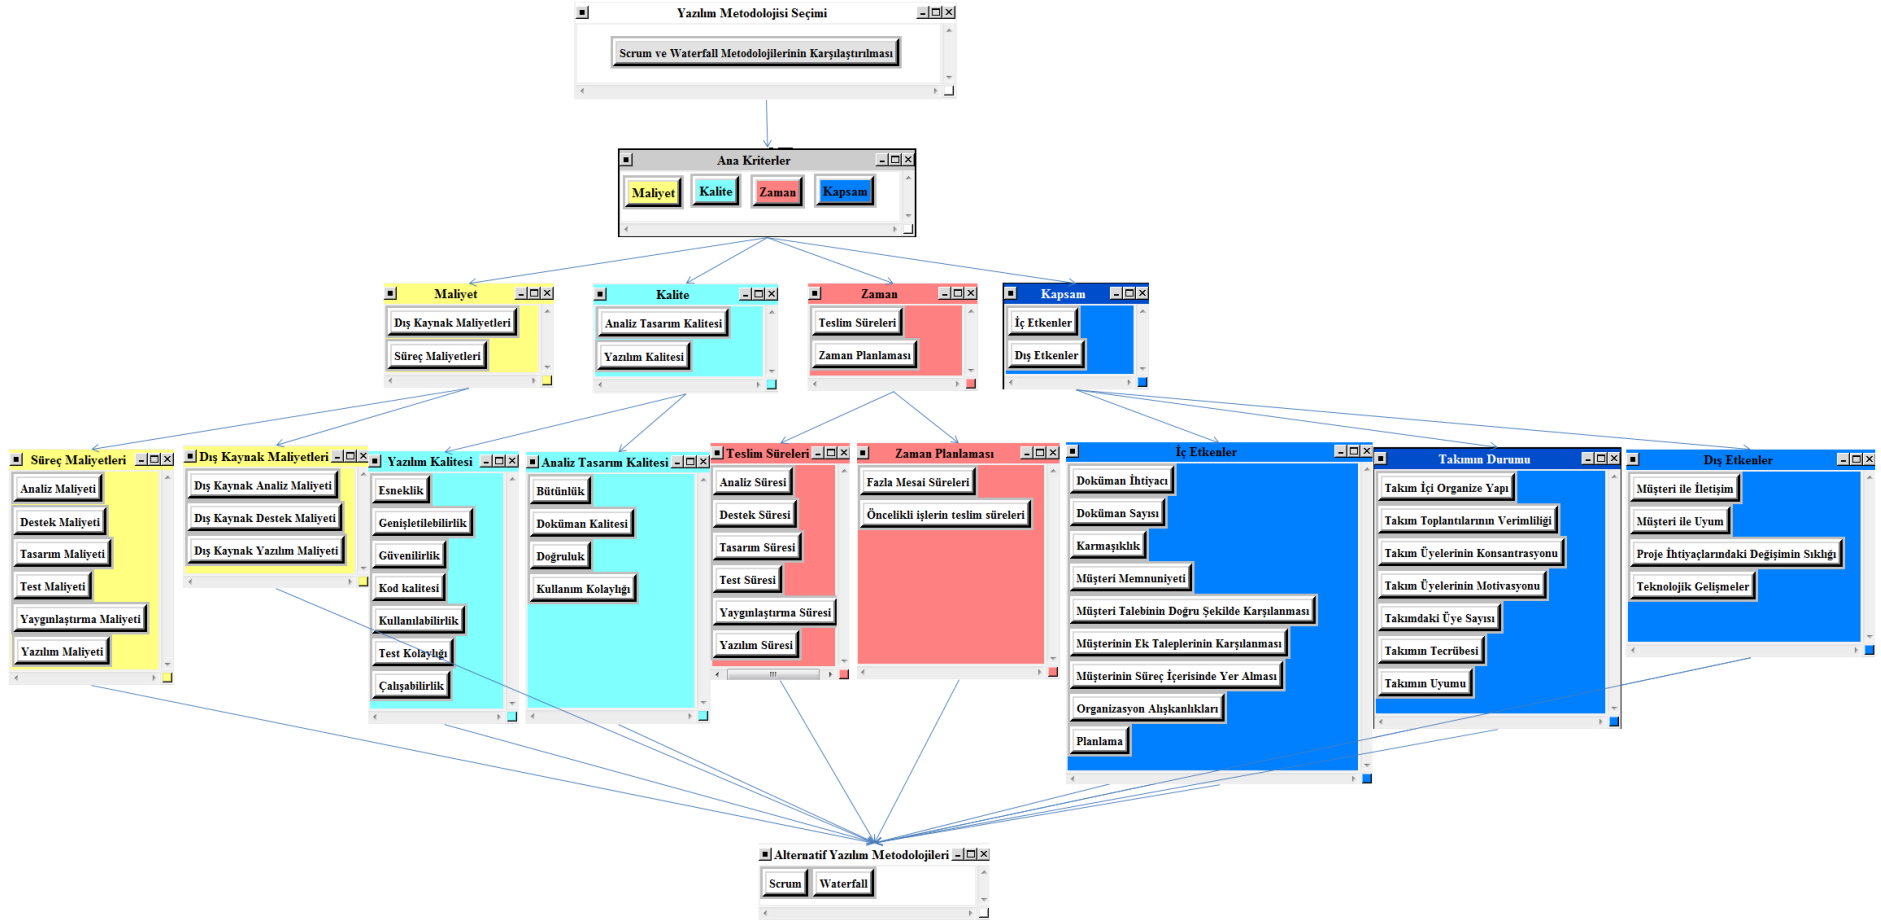 Yazılım Metodolojisi Seçimi
Scrum ve Waterfall Metodolojilerinin Karşılaştırılması
Ana Kriterler
Maliyet
Kalite
Zaman
Kapsam
Maliyet
Dış Kaynak Maliyetleri
Süreç Maliyetleri
Kalite
Analiz Tasarım Kalitesi
Yazılım Kalitesi
Zaman
Teslim Süreleri
Zaman Planlaması
Kapsam
İç Etkenler
Dış Etkenler
Süreç Maliyetleri
Analiz Maliyeti
Destek Maliyeti
Tasarım Maliyeti
Test Maliyeti
Yaygınlaştırma Maliyeti
Yazılım Maliyeti
Dış Kaynak Maliyetleri
Dış Kaynak Analiz Maliyeti
Dış Kaynak Destek Maliyeti
Dış Kaynak Yazılım Maliyeti
Yazılım Kalitesi
Esneklik
Genişletilebilirlik
Güvenilirlik
Kod kalitesi
Kullanılabilirlik
Test Kolaylığı
Çalışabilirlik
Analiz Tasarım Kalitesi
Bütünlük
Doküman Kalitesi
Doğruluk
Kullanım Kolaylığı
Teslim Süreleri
Analiz Süresi
Destek Süresi
Tasarım Süresi
Test Süresi
Yaygınlaştırma Süresi
Yazılım Süresi
Zaman Planlaması
Fazla Mesai Süreleri
Öncelikli işlerin teslim süreleri
İç Etkenler
Doküman İhtiyacı
Doküman Sayısı
Karmaşıklık
Müşteri Memnuniyeti
Müşteri Talebinin Doğru Şekilde Karşılanması
Müşterinin Ek Taleplerinin Karşılanması
Müşterinin Süreç İçerisinde Yer Alması
Organizasyon Alışkanlıkları
Planlama
Takımın Durumu
Takım İçi Organize Yapı
Takım Toplantılarının Verimliliği
Takım Üyelerinin Konsantrasyonu
Takım Üyelerinin Motivasyonu
Takımdaki Üye Sayısı
Takımın Tecrübesi
Takımın Uyumu
Dış Etkenler
Müşteri ile İletişim
Müşteri ile Uyum
Proje İhtiyaçlarındaki Değişimin Sıklığı
Teknolojik Gelişmeler
Alternatif Yazılım Metodolojileri
Scrum
Waterfall